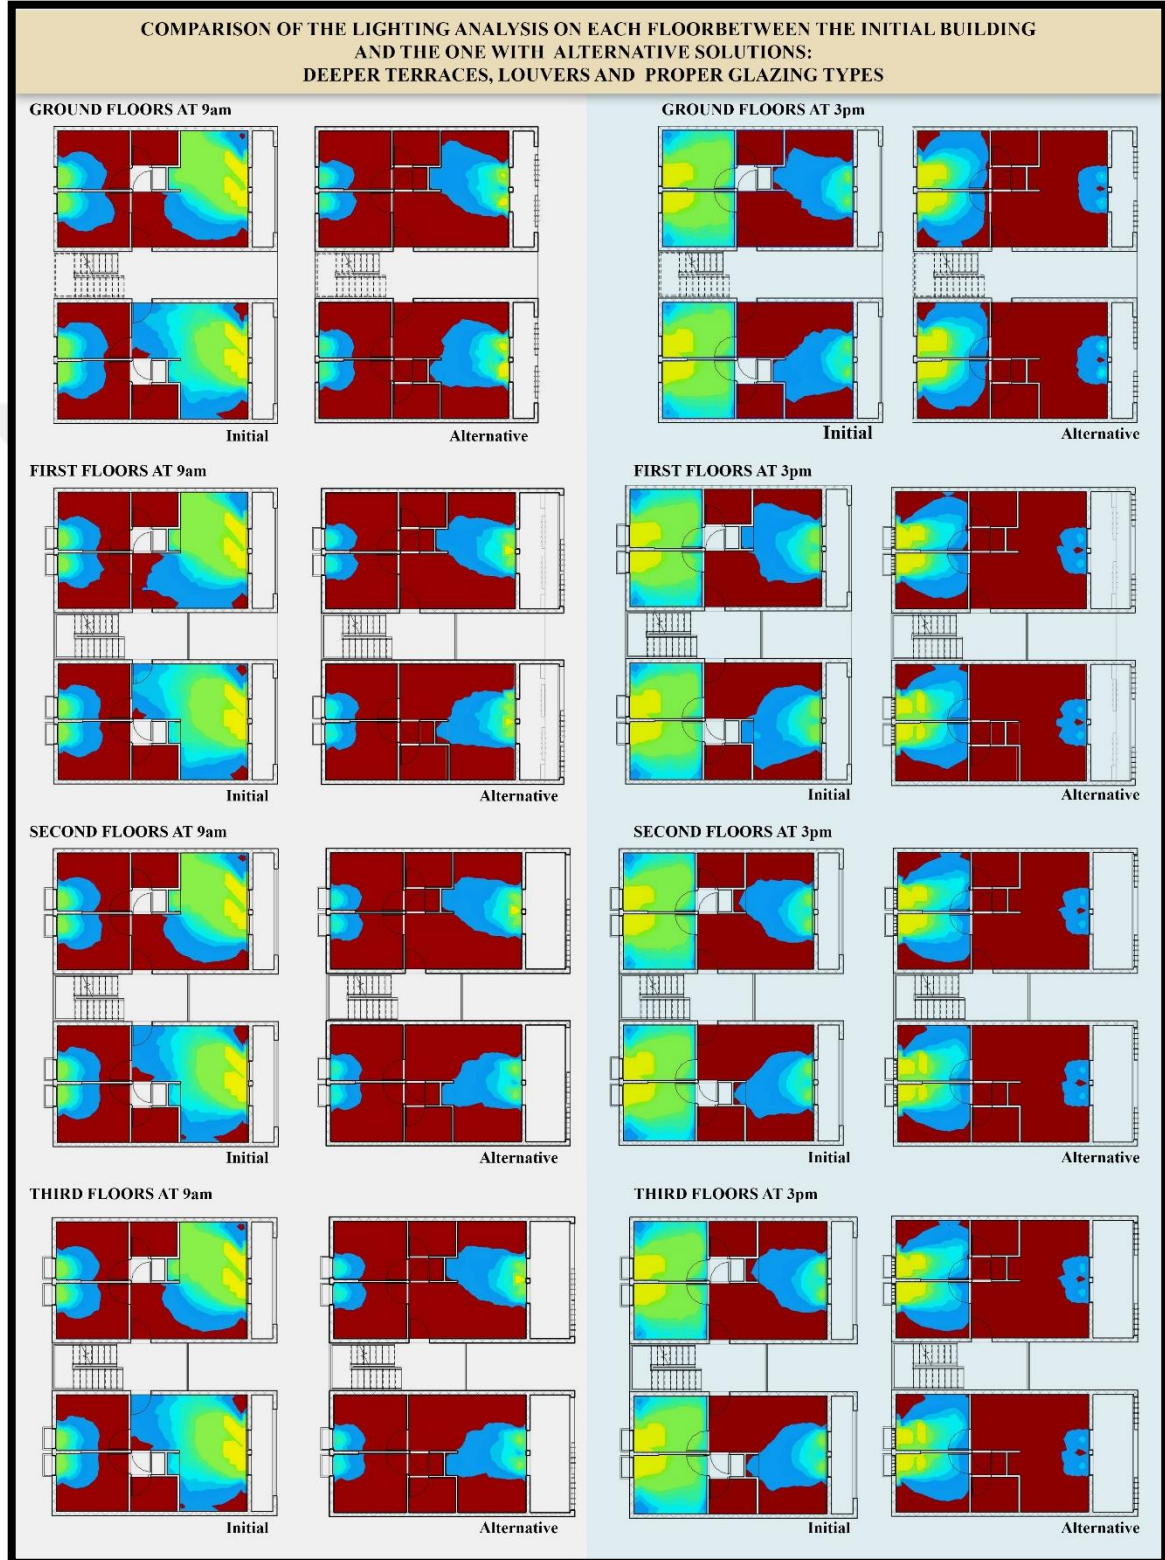 COMPARISON OF THE LIGHTING ANALYSIS ON EACH FLOORBETWEEN THE INITIAL BUILDING
AND THE ONE WITH ALTERNATIVE SOLUTIONS:
DEEPER TERRACES, LOUVERS AND PROPER GLAZING TYPES
GROUND FLOORS AT 9am
GROUND FLOORS AT 3pm
Initial
Alternative
Initial
Alternative
FIRST FLOORS AT 9am
FIRST FLOORS AT 3pm
Initial
Alternative
Initial
Alternative
SECOND FLOORS AT 9am
SECOND FLOORS AT 3pm
Initial
Alternative
Initial
Alternative
THIRD FLOORS AT 9am
THIRD FLOORS AT 3pm
Initial
Alternative
Initial
Alternative